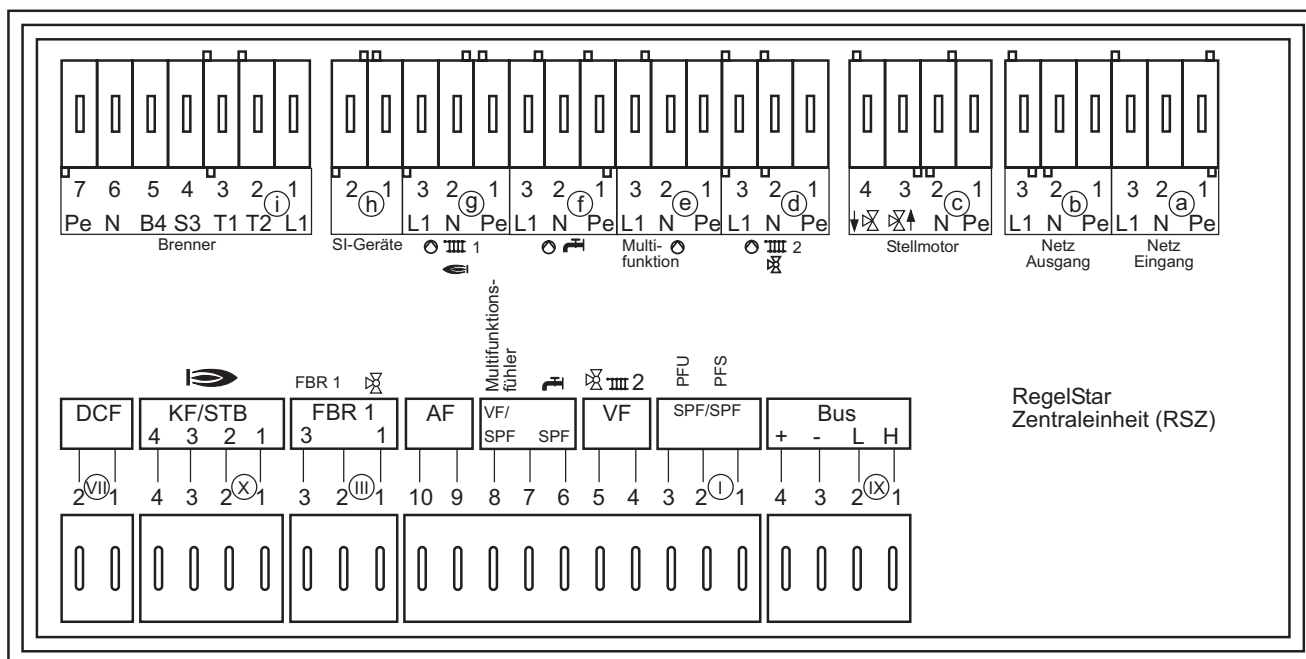 7 6 5 4 3 2 1 i
Pe N B4 S3 T1 T2 L1
Brenner
2 1 h
SI-Geräte
3 2 1 g
L1 N Pe
1
3 2 1 f
L1 N Pe
3 2 1 e
L1 N Pe
Multi-
funktion
3 2 1 d
L1 N Pe
2
4 3 2 1 c
N Pe
Stellmotor
3 2 1 b
L1 N Pe
Netz
Ausgang
3 2 1 a
L1 N Pe
Netz
Eingang
DCF
2 VII 1
KF/STB
4 3 2 1
4 3 2 X 1
FBR 1
FBR 1
3 1
3 2 III 1
AF
10 9
Multifunktions-
fühler
VF/
SPF SPF
8 7 6
2
VF
5 4
PFU
PFS
SPF/SPF
3 2 I 1
Bus
+ - L H
4 3 2 IX 1
RegelStar
Zentraleinheit (RSZ)